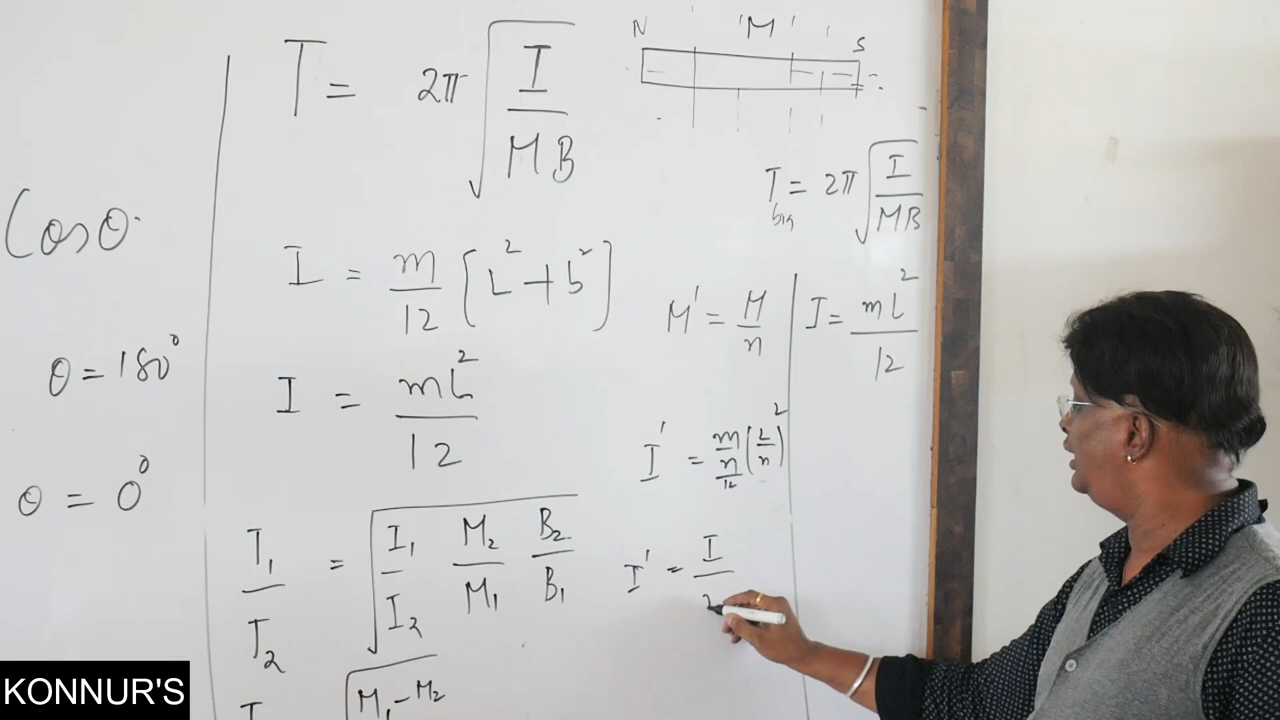 Cosθ
θ = 180°
θ = 0°
T = 2π √(I / MB)
I = m/12 [L² + b²]
I = mL²/12
T₁/T₂ = √(I₁/I₂ M₂/M₁ B₂/B₁)
M₁ - M₂
N 'M' S
T big = 2π √(I / MB)
M' = M/n
I = ml²/12
I' = (m/n)/12 (L/n)²
I' = I/
KONNUR'S